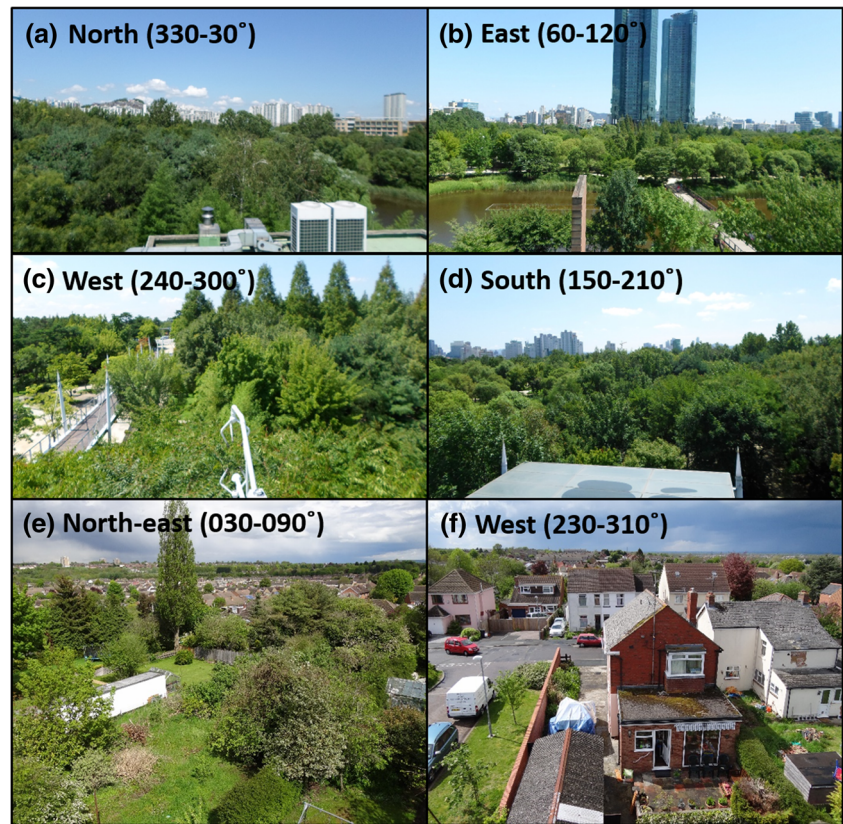 (a) North (330-30˚)
(b) East (60-120˚)
(c) West (240-300˚)
(d) South (150-210˚)
(e) North-east (030-090˚)
(f) West (230-310˚)